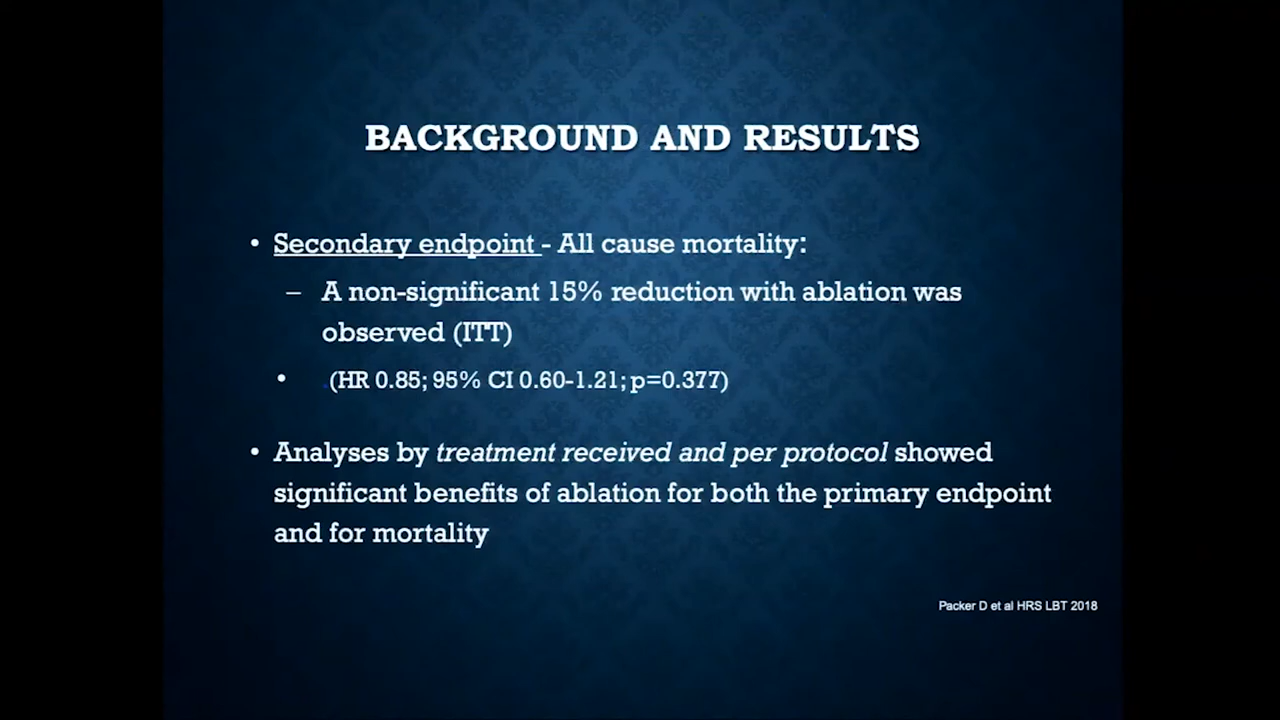 BACKGROUND AND RESULTS
• Secondary endpoint - All cause mortality:
– A non-significant 15% reduction with ablation was
observed (ITT)
• .(HR 0.85; 95% CI 0.60-1.21; p=0.377)
• Analyses by treatment received and per protocol showed
significant benefits of ablation for both the primary endpoint
and for mortality
Packer D et al HRS LBT 2018